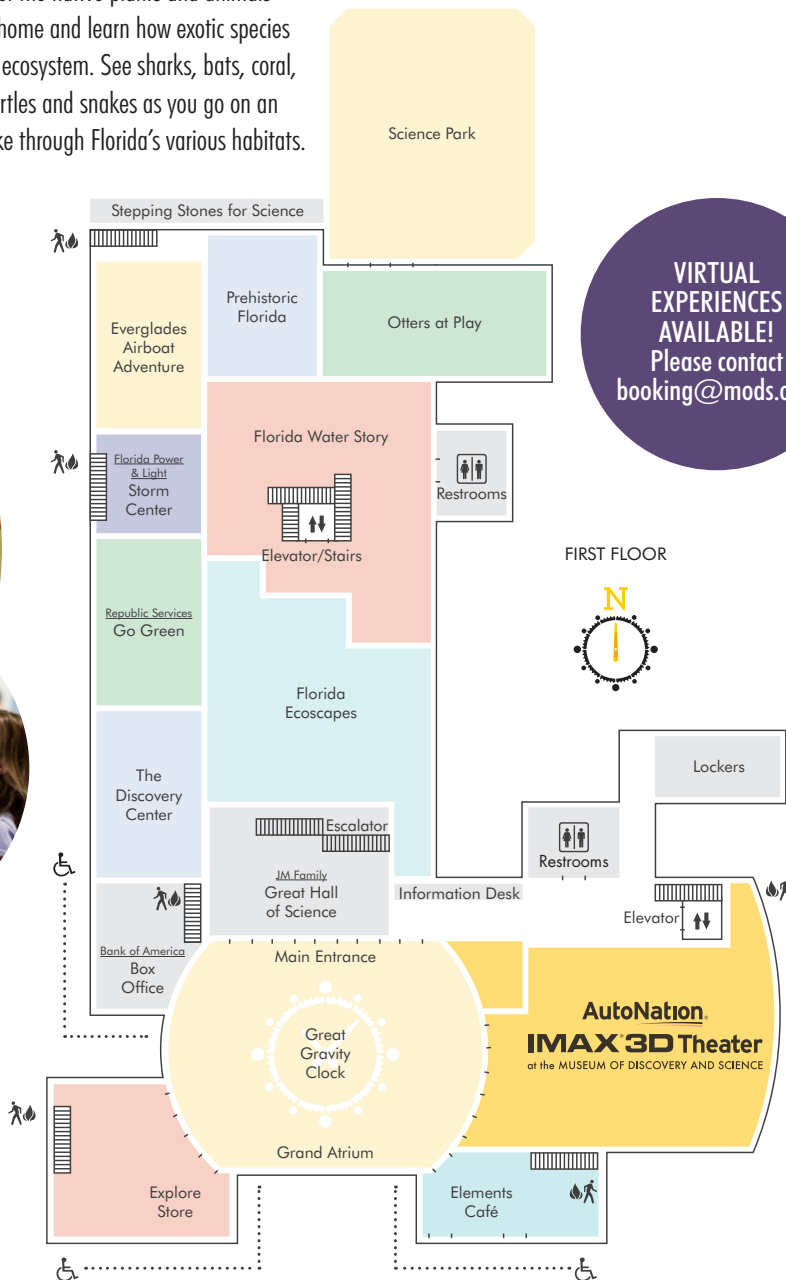 home and learn how exotic species
ecosystem. See sharks, bats, coral,
and snakes as you go on an
through Florida's various habitats.
Science Park
Stepping Stones for Science
Prehistoric
Florida
Otters at Play
Everglades
Airboat
Adventure
VIRTUAL
EXPERIENCES
AVAILABLE!
Please contact
Florida Water Story
Florida Power
& Light
Storm
Center
Restrooms
Elevator/Stairs
FIRST FLOOR
N
Republic Services
Go Green
Florida
Ecoscapes
The
Discovery
Center
Lockers
Escalator
Restrooms
JM Family
Great Hall
of Science
Information Desk
Elevator
Bank of America
Box
Office
Main Entrance
Great
Gravity
Clock
AutoNation®
IMAX® 3D Theater
at the MUSEUM OF DISCOVERY AND SCIENCE
Grand Atrium
Explore
Store
Elements
Café